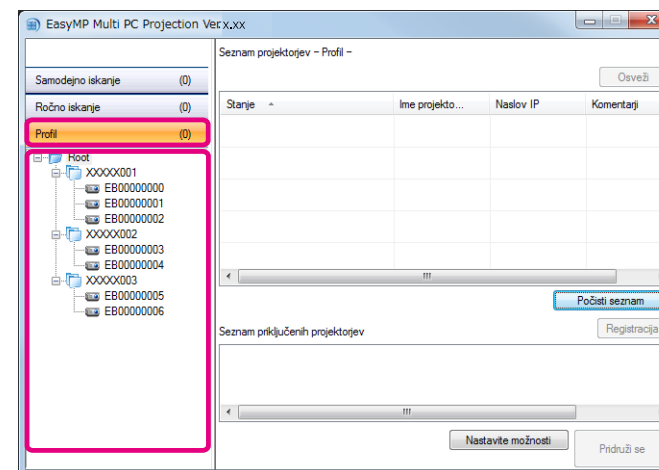 EasyMP Multi PC Projection Ver.x.xx
Seznam projektorjev - Profil -
Osveži
Samodejno iskanje (0)
Ročno iskanje (0)
Profil (0)
Stanje Ime projekto... Naslov IP Komentarji
Root
XXXXX001
EB00000000
EB00000001
EB00000002
XXXXX002
EB00000003
EB00000004
XXXXX003
EB00000005
EB00000006
Počisti seznam
Seznam priključenih projektorjev
Registracija
Nastavite možnosti
Pridruži se